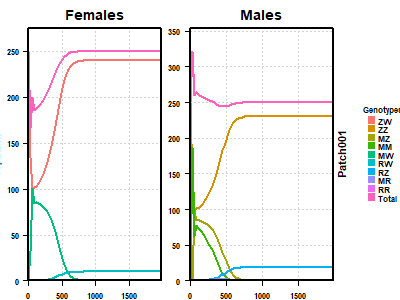 Females
Males
250
200
150
100
50
0
0
500
1000
1500
350
300
250
200
150
100
50
0
0
500
1000
1500
Patch001
Genotypes
ZW
ZZ
MZ
MM
MW
RW
RZ
MR
RR
Total